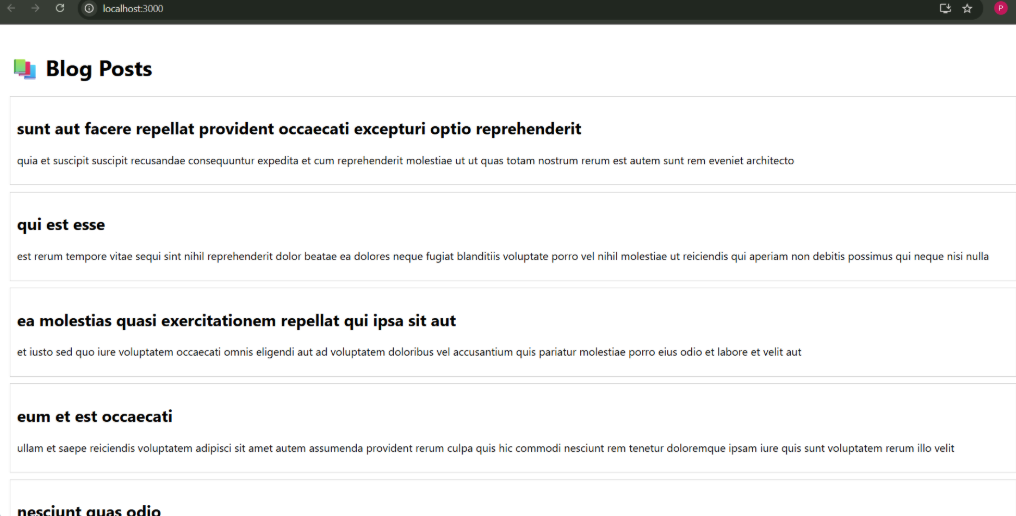 localhost:3000
P
Blog Posts
sunt aut facere repellat provident occaecati excepturi optio reprehenderit
quia et suscipit suscipit recusandae consequuntur expedita et cum reprehenderit molestiae ut ut quas totam nostrum rerum est autem sunt rem eveniet architecto
qui est esse
est rerum tempore vitae sequi sint nihil reprehenderit dolor beatae ea dolores neque fugiat blanditiis voluptate porro vel nihil molestiae ut reiciendis qui aperiam non debitis possimus qui neque nisi nulla
ea molestias quasi exercitationem repellat qui ipsa sit aut
et iusto sed quo iure voluptatem occaecati omnis eligendi aut ad voluptatem doloribus vel accusantium quis pariatur molestiae porro eius odio et labore et velit aut
eum et est occaecati
ullam et saepe reiciendis voluptatem adipisci sit amet autem assumenda provident rerum culpa quis hic commodi nesciunt rem tenetur doloremque ipsam iure quis sunt voluptatem rerum illo velit
nesciunt quas odio